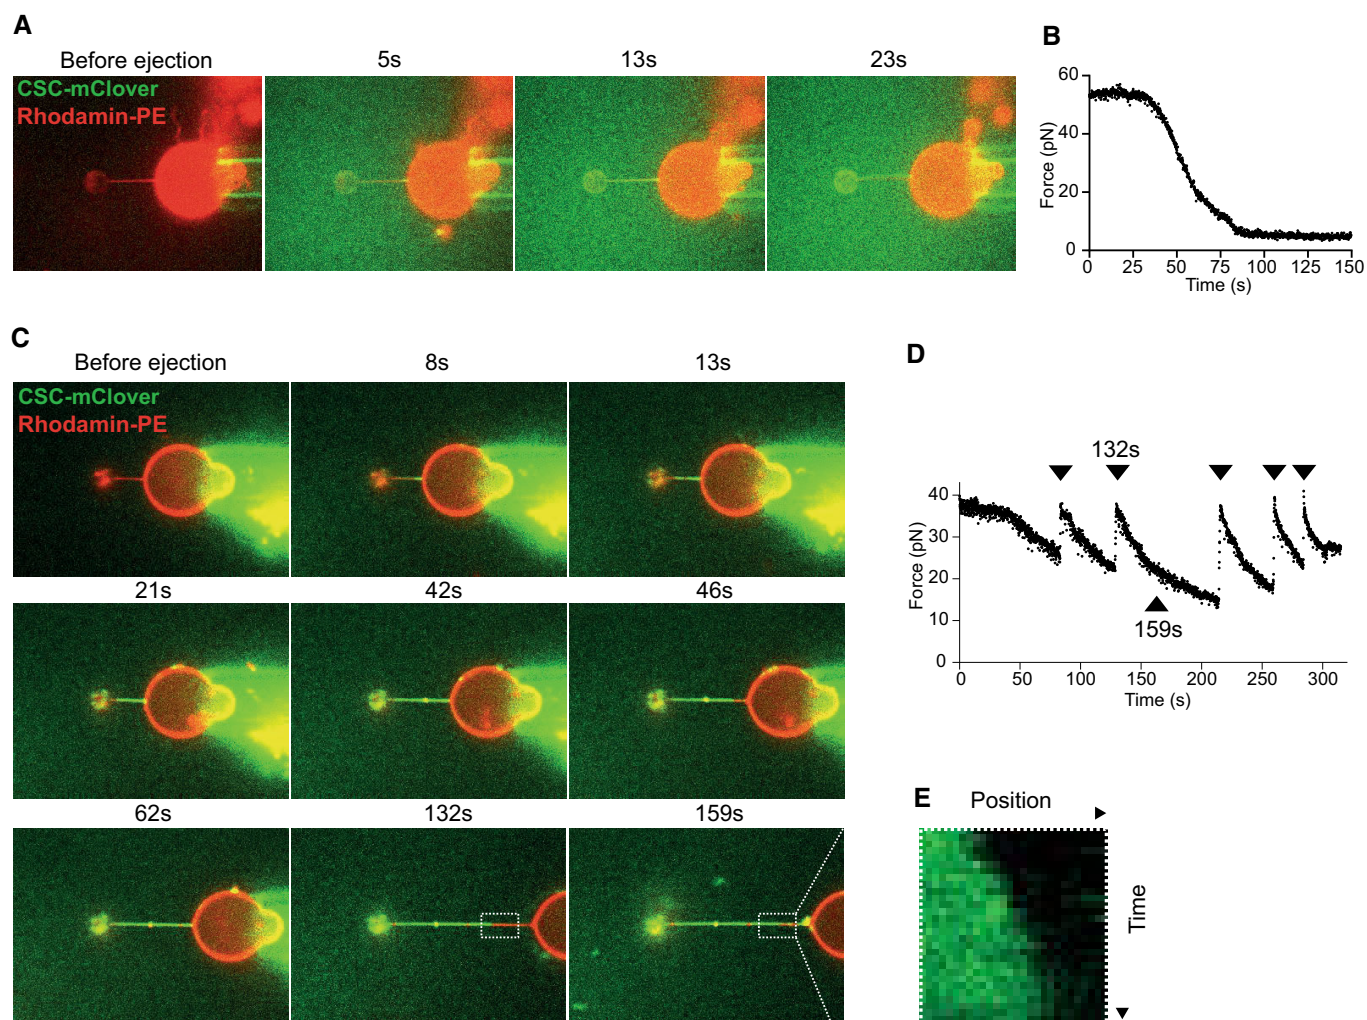 A
Before ejection
5s
13s
23s
CSC-mClover
Rhodamin-PE
B
60
40
20
0
Force (pN)
0
25
50
75
100
125
150
Time (s)
C
Before ejection
8s
13s
CSC-mClover
Rhodamin-PE
21s
42s
46s
62s
132s
159s
D
132s
40
30
20
10
0
Force (pN)
159s
0
50
100
150
200
250
300
Time (s)
E
Position
Time